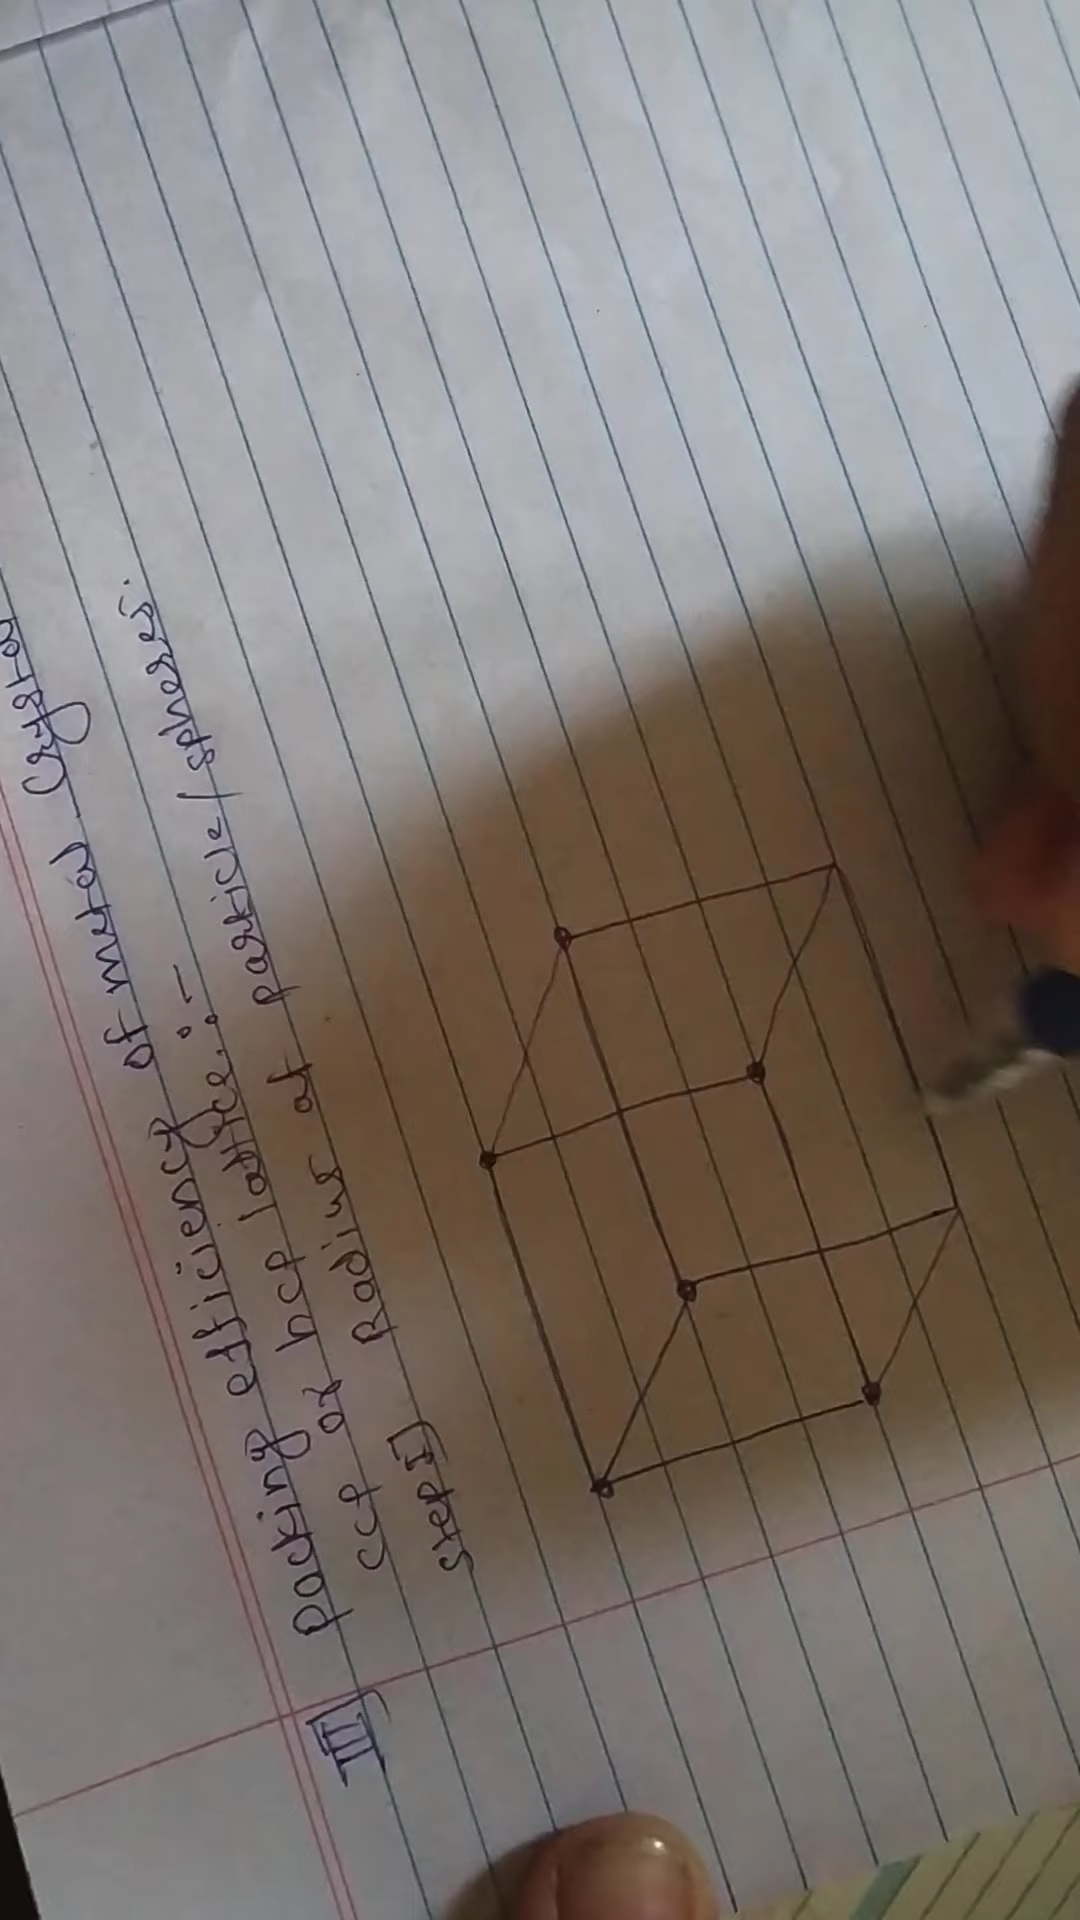 III] Packing efficiency of metal crystal
ccp or hcp lattice :-
Step I] Radius of particle/spheres.